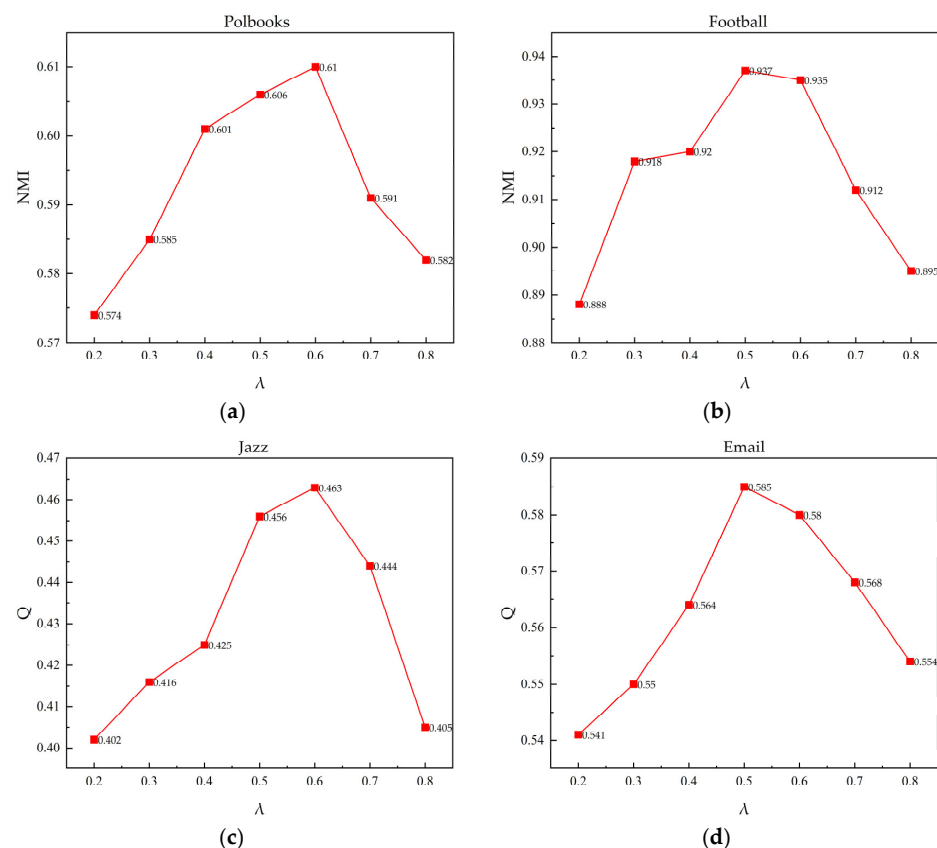 Polbooks
0.61
0.60
0.59
0.58
0.57
NMI
0.574
0.585
0.601
0.606
0.61
0.591
0.582
0.2 0.3 0.4 0.5 0.6 0.7 0.8
λ
(a)
Football
0.94
0.93
0.92
0.91
0.90
0.89
0.88
NMI
0.888
0.918
0.92
0.937
0.935
0.912
0.895
0.2 0.3 0.4 0.5 0.6 0.7 0.8
λ
(b)
Jazz
0.47
0.46
0.45
0.44
0.43
0.42
0.41
0.40
Q
0.402
0.416
0.425
0.456
0.463
0.444
0.405
0.2 0.3 0.4 0.5 0.6 0.7 0.8
λ
(c)
Email
0.59
0.58
0.57
0.56
0.55
0.54
Q
0.541
0.55
0.564
0.585
0.58
0.568
0.554
0.2 0.3 0.4 0.5 0.6 0.7 0.8
λ
(d)